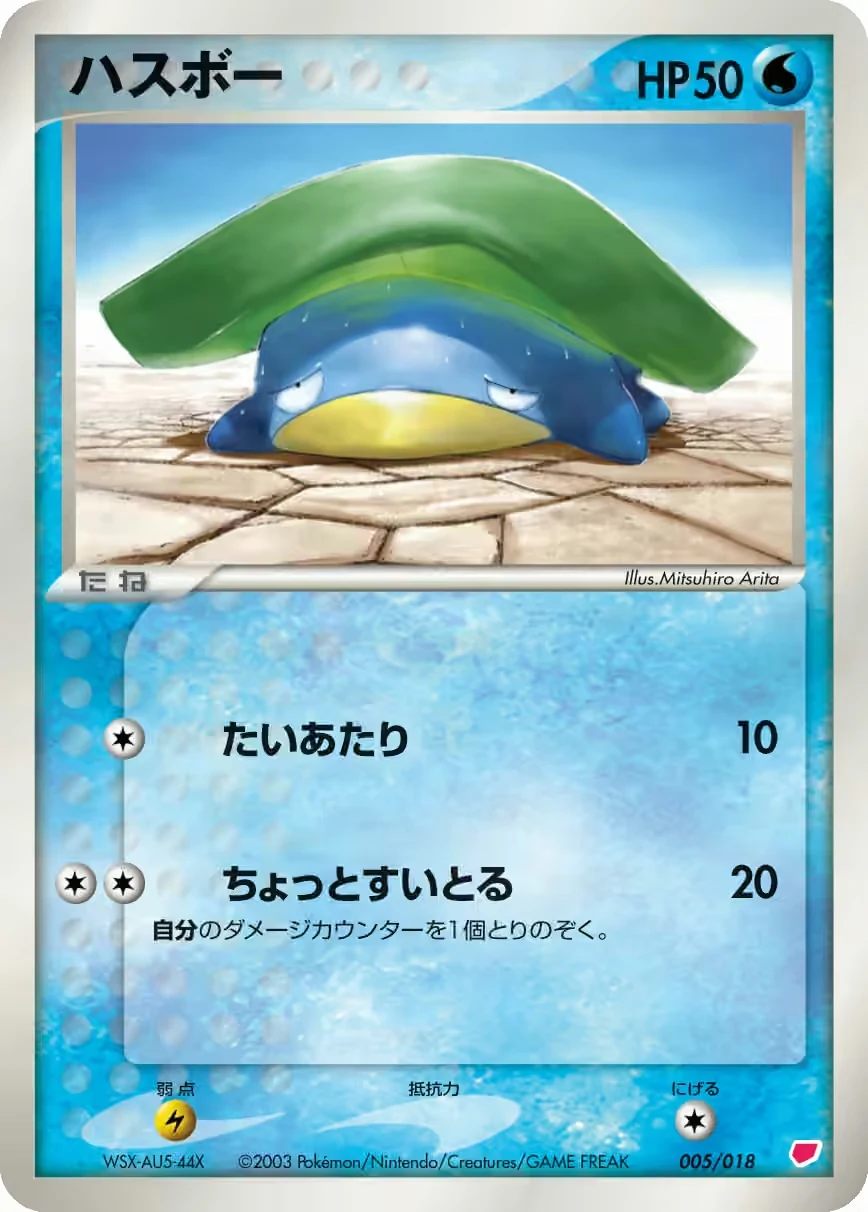 ハスボー HP50
たね Illus.Mitsuhiro Arita
たいあたり 10
ちょっとすいとる 20
自分のダメージカウンターを1個とりのぞく。
弱点 抵抗力 にげる
WSX-AU5-44X ©2003 Pokémon/Nintendo/Creatures/GAME FREAK 005/018